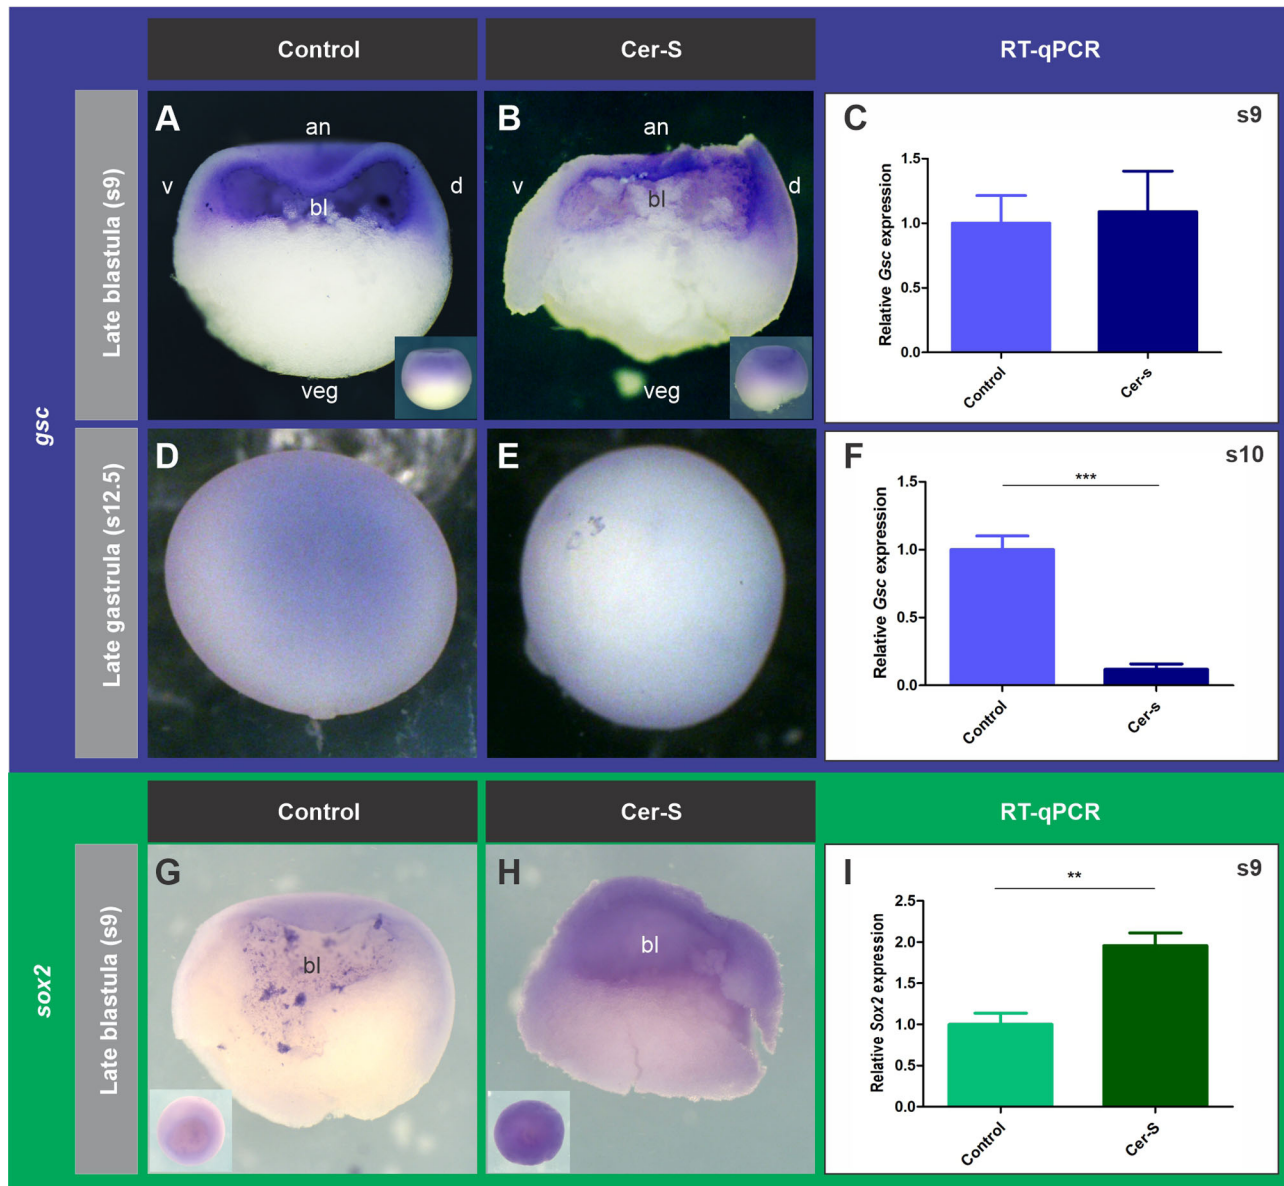 Control
Cer-S
RT-qPCR
gsc
Late blastula (s9)
A
an
v
d
bl
veg
B
an
v
d
bl
veg
C
s9
Relative Gsc expression
1.5
1.0
0.5
0.0
Control
Cer-s
Late gastrula (s12.5)
D
E
F
s10
***
Relative Gsc expression
1.5
1.0
0.5
0.0
Control
Cer-s
Control
Cer-S
RT-qPCR
sox2
Late blastula (s9)
G
bl
H
bl
I
s9
**
Relative Sox2 expression
2.5
2.0
1.5
1.0
0.5
0.0
Control
Cer-S